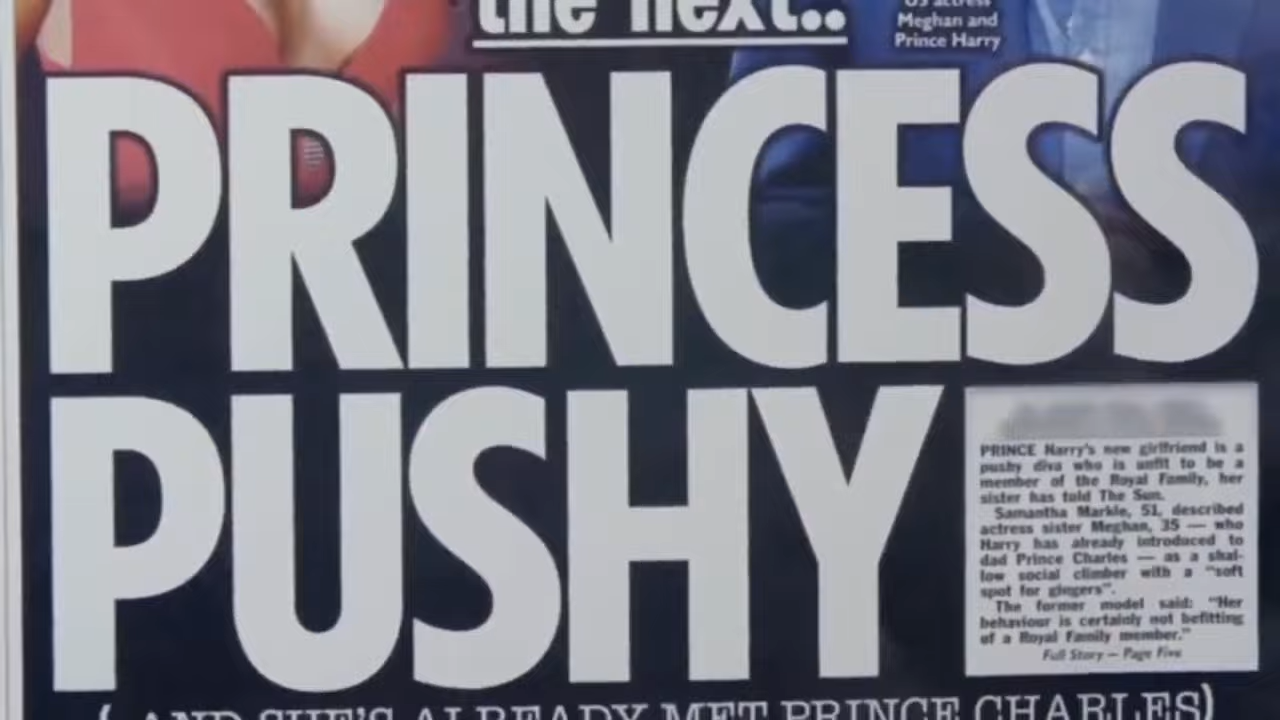 the next..
US actress
Meghan and
Prince Harry
PRINCESS
PUSHY
PRINCE Harry's new girlfriend is a
pushy diva who is unfit to be a
member of the Royal Family, her
sister has told The Sun.
Samantha Markle, 51, described
actress sister Meghan, 35 — who
Harry has already introduced to
dad Prince Charles — as a shal-
low social climber with a "soft
spot for gingers".
The former model said: "Her
behaviour is certainly not befitting
of a Royal Family member."
Full Story — Page Five
( AND SHE'S ALREADY MET PRINCE CHARLES)